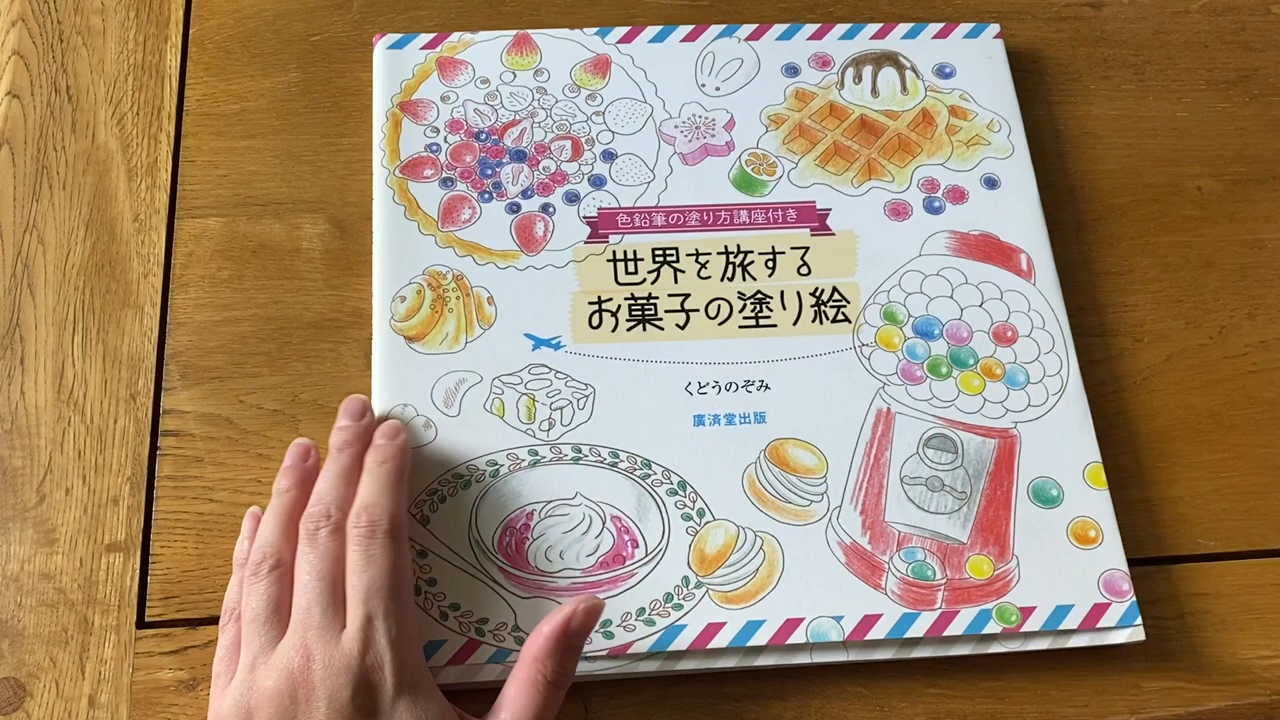 色鉛筆の塗り方講座付き
世界を旅する
お菓子の塗り絵
くどうのぞみ
廣済堂出版